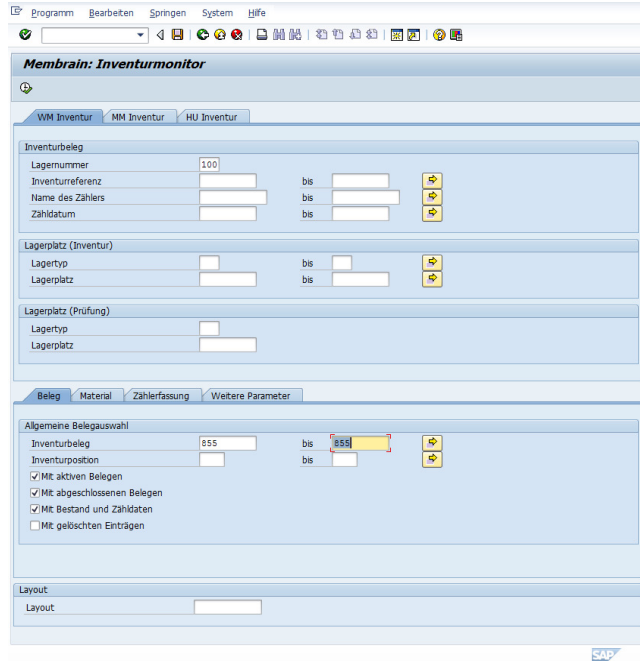 Programm Bearbeiten Springen System Hilfe
Membrain: Inventurmonitor
WM Inventur MM Inventur HU Inventur
Inventurbeleg
Lagernummer 100
Inventurreferenz bis
Name des Zählers bis
Zähldatum bis
Lagerplatz (Inventur)
Lagertyp bis
Lagerplatz bis
Lagerplatz (Prüfung)
Lagertyp
Lagerplatz
Beleg Material Zählerfassung Weitere Parameter
Allgemeine Belegauswahl
Inventurbeleg 855 bis 855
Inventurposition bis
Mit aktiven Belegen
Mit abgeschlossenen Belegen
Mit Bestand und Zähldaten
Mit gelöschten Einträgen
Layout
Layout
SAP